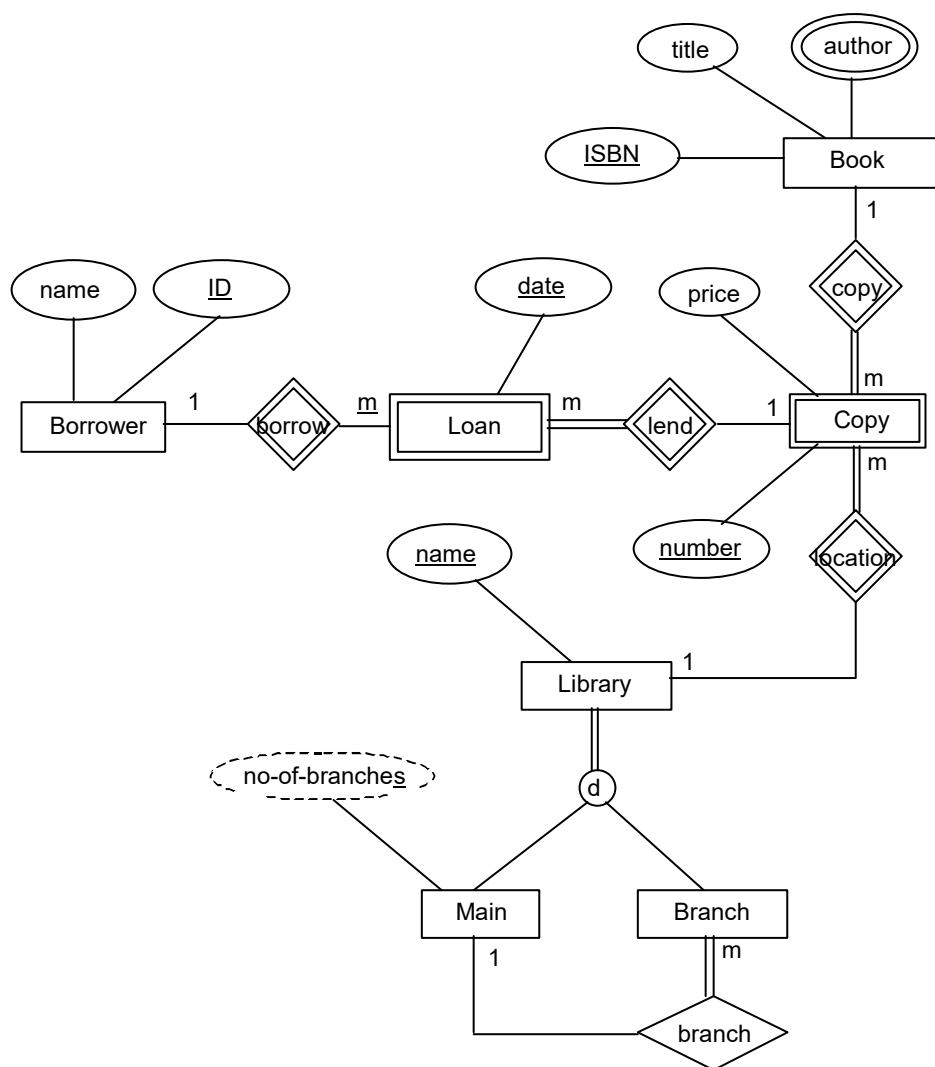 title
author
ISBN
Book
1
name
ID
date
price
copy
m
Borrower
1
borrow
m
Loan
m
lend
1
Copy
m
name
number
location
Library
1
no-of-branches
d
Main
Branch
1
m
branch